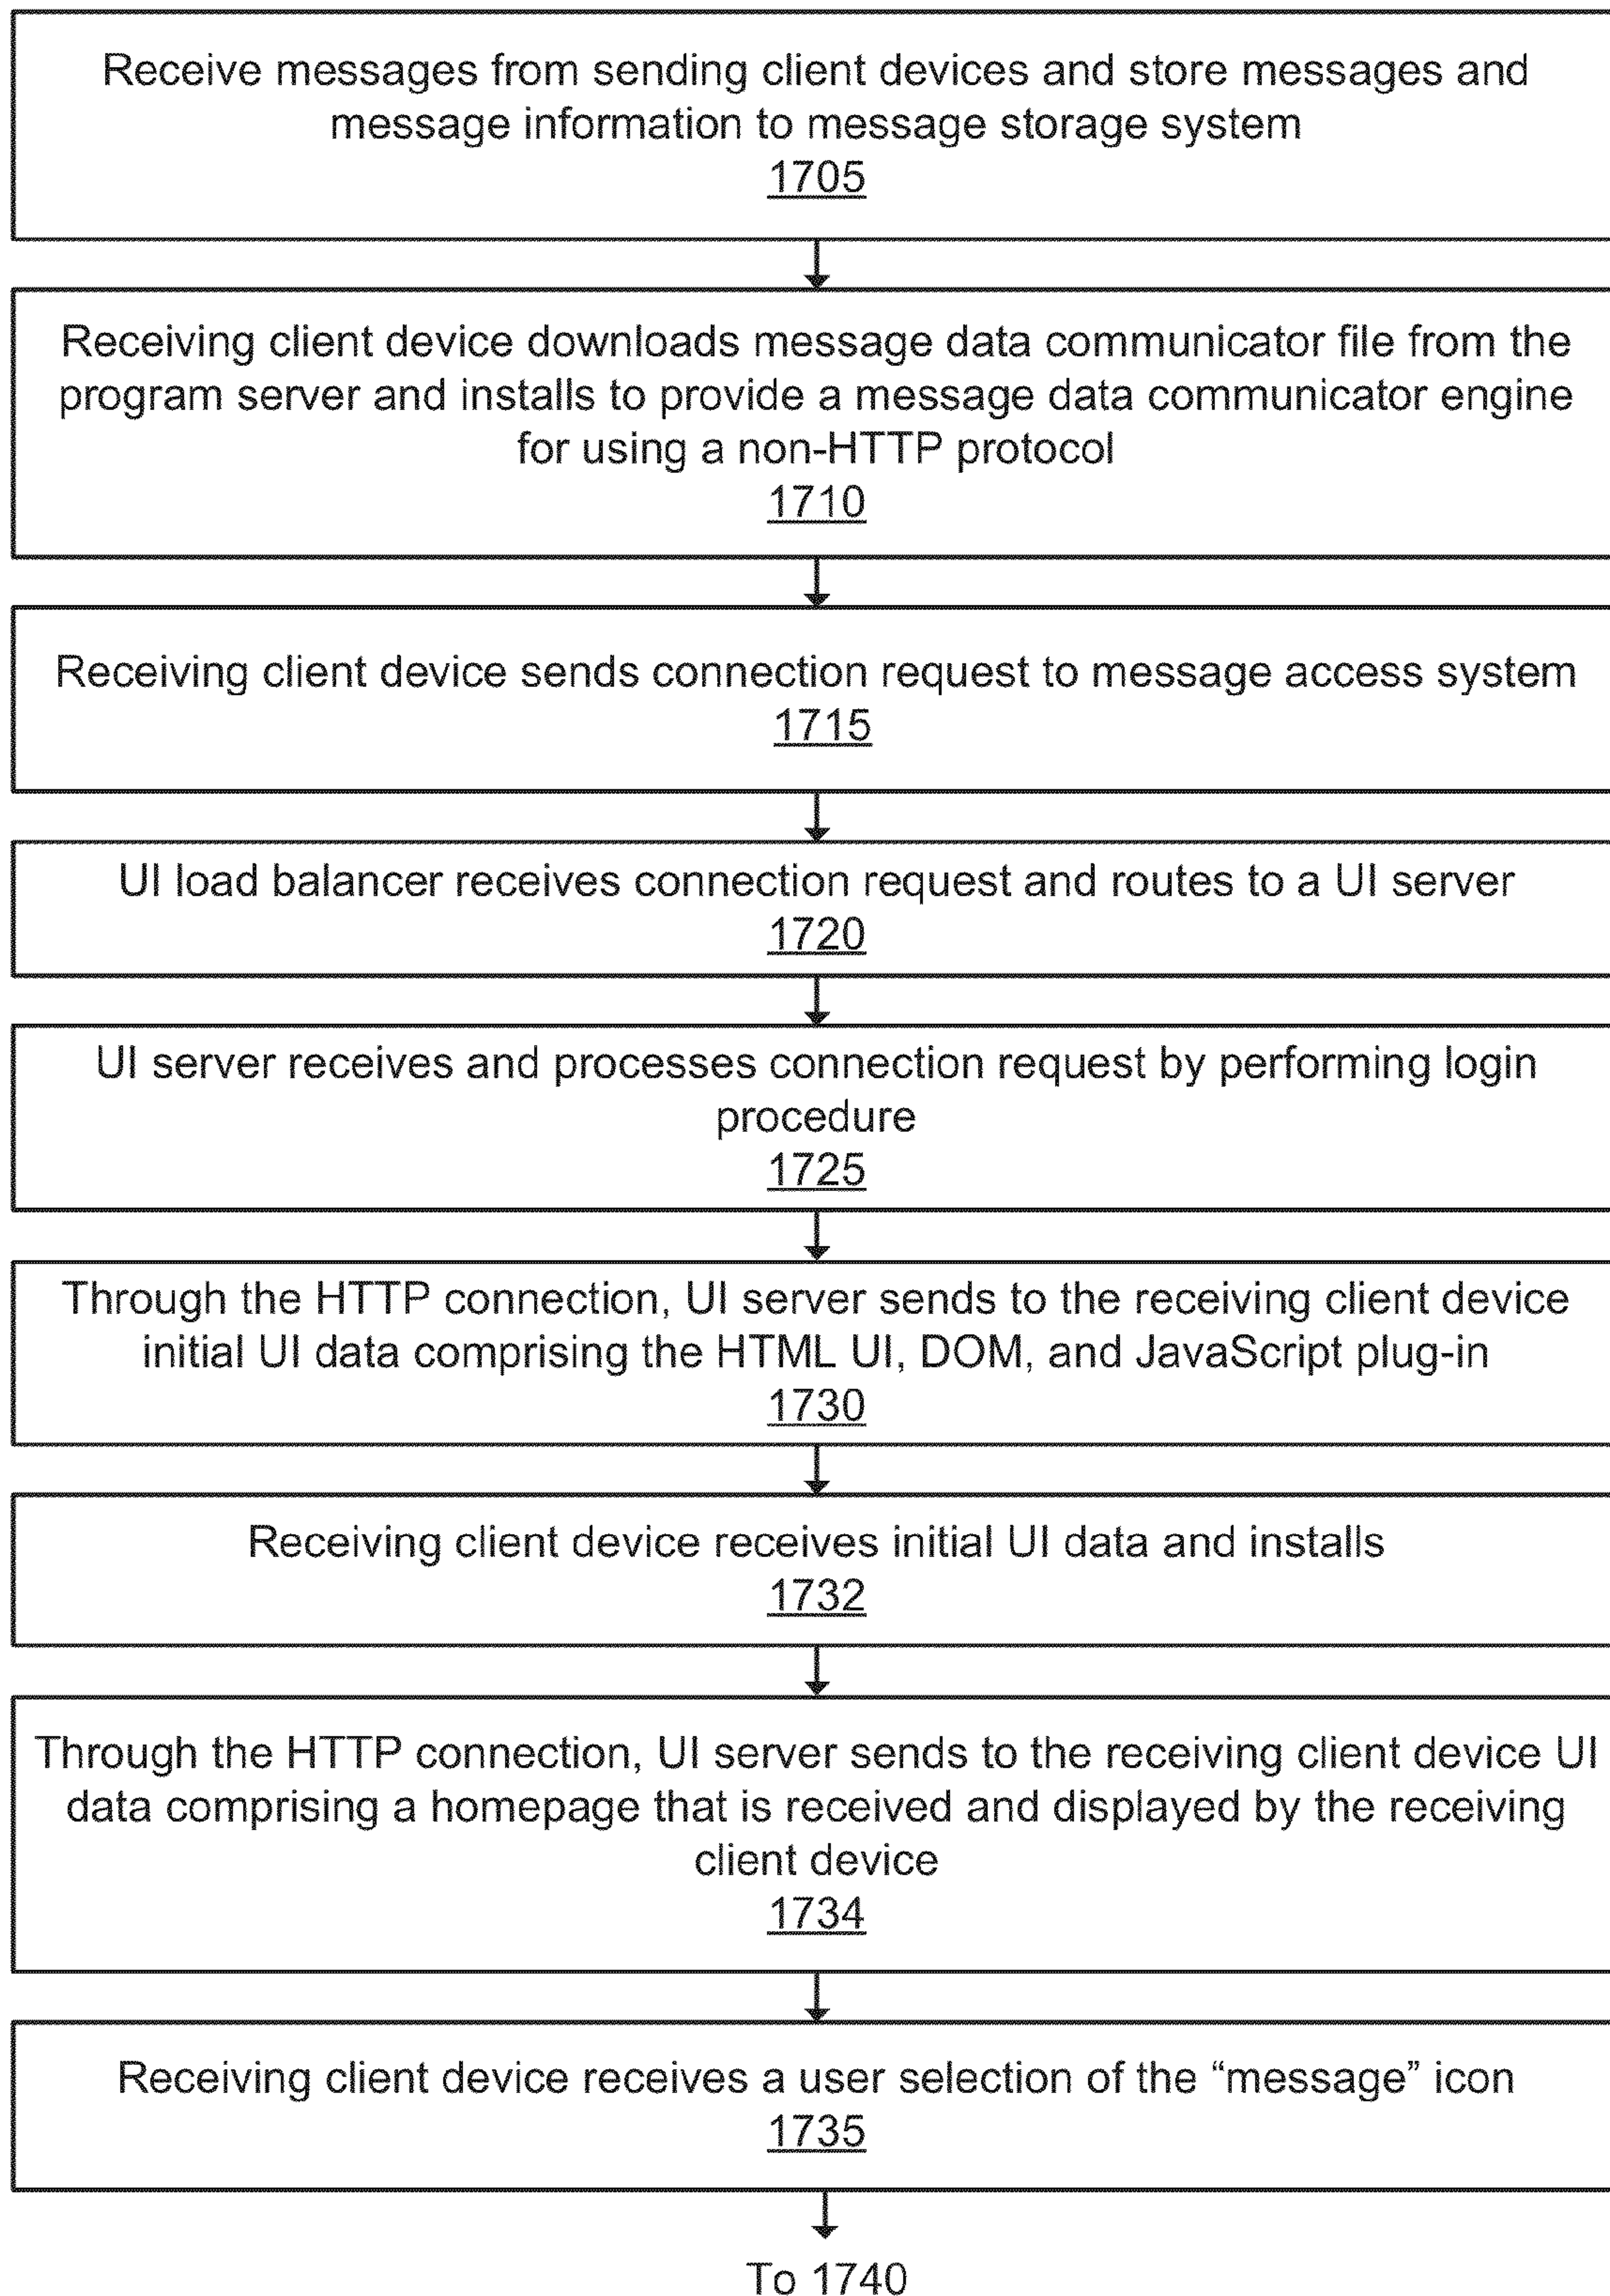 Receive messages from sending client devices and store messages and
message information to message storage system
1705
Receiving client device downloads message data communicator file from the
program server and installs to provide a message data communicator engine
for using a non-HTTP protocol
1710
Receiving client device sends connection request to message access system
1715
UI load balancer receives connection request and routes to a UI server
1720
UI server receives and processes connection request by performing login
procedure
1725
Through the HTTP connection, UI server sends to the receiving client device
initial UI data comprising the HTML UI, DOM, and JavaScript plug-in
1730
Receiving client device receives initial UI data and installs
1732
Through the HTTP connection, UI server sends to the receiving client device UI
data comprising a homepage that is received and displayed by the receiving
client device
1734
Receiving client device receives a user selection of the “message” icon
1735
To 1740